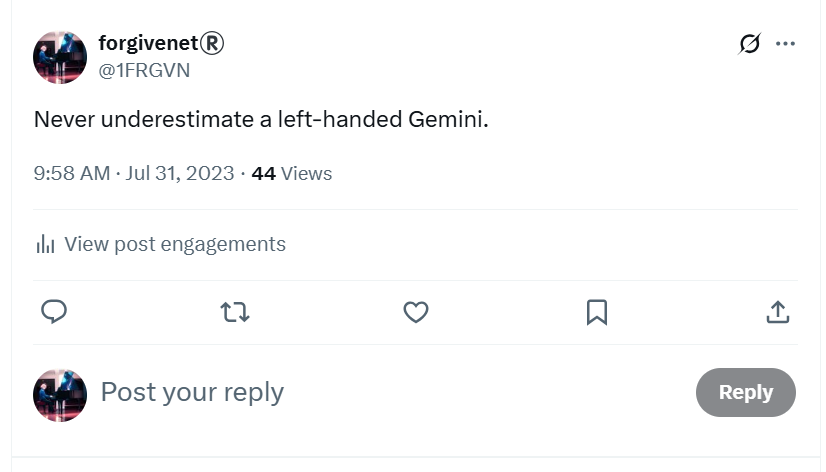 forgivenet®
@1FRGVN
Never underestimate a left-handed Gemini.
9:58 AM · Jul 31, 2023 · 44 Views
View post engagements
Post your reply
Reply